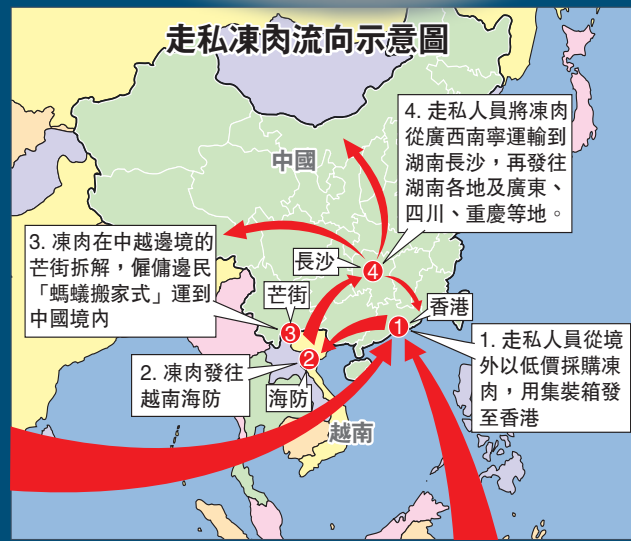 走私凍肉流向示意圖
4. 走私人員將凍肉
從廣西南寧運輸到
湖南長沙，再發往
湖南各地及廣東、
四川、重慶等地。
中國
3. 凍肉在中越邊境的
芒街拆解，僱傭邊民
「螞蟻搬家式」運到
中國境內
長沙
4
芒街
香港
3
1
2
1. 走私人員從境
外以低價採購凍
肉，用集裝箱發
至香港
2. 凍肉發往
越南海防
海防
越南